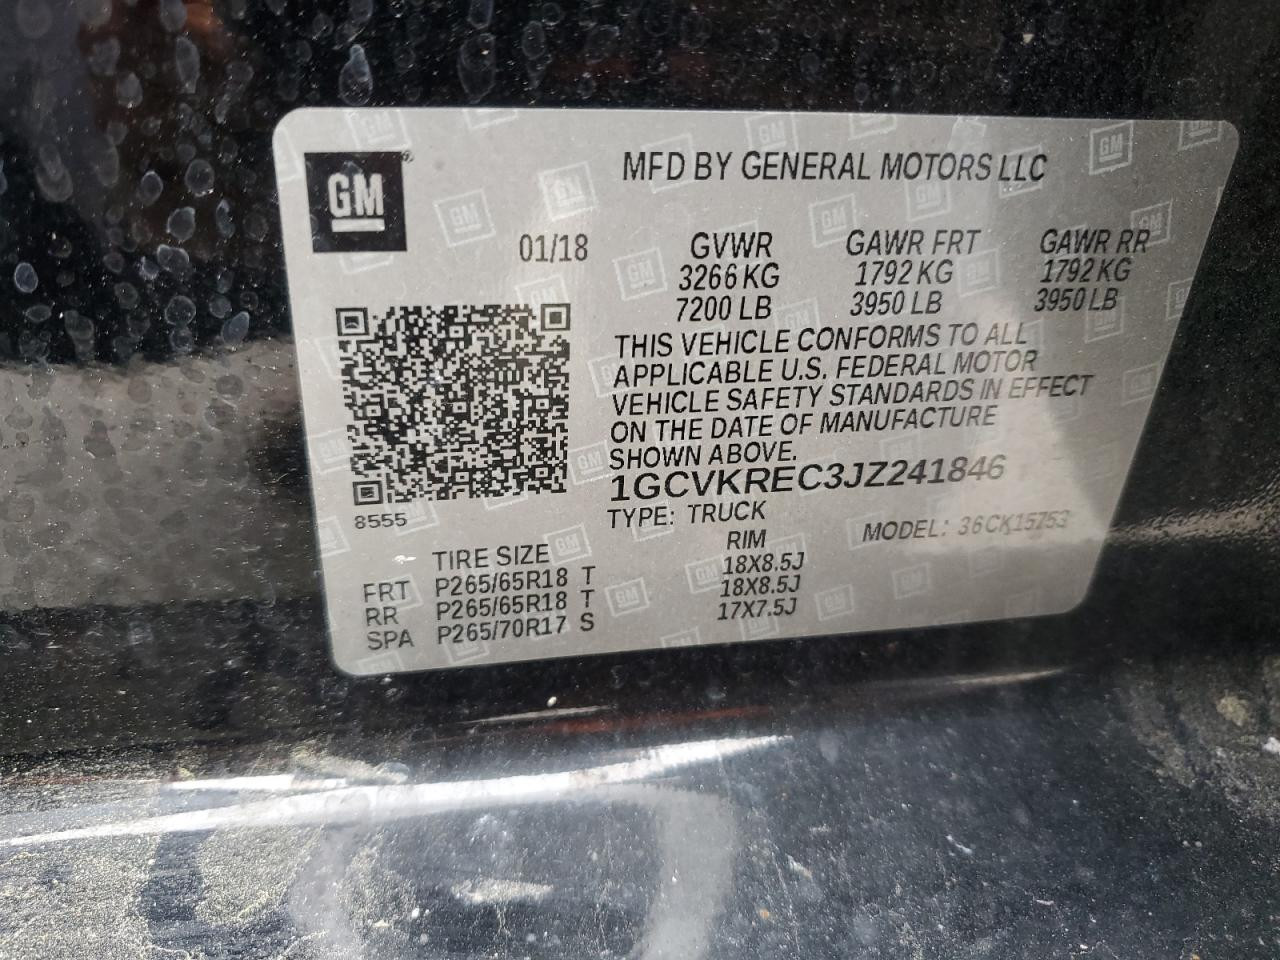 GM
MFD BY GENERAL MOTORS LLC
01/18
GVWR GAWR FRT GAWR RR
3266 KG 1792 KG 1792 KG
7200 LB 3950 LB 3950 LB
THIS VEHICLE CONFORMS TO ALL
APPLICABLE U.S. FEDERAL MOTOR
VEHICLE SAFETY STANDARDS IN EFFECT
ON THE DATE OF MANUFACTURE
SHOWN ABOVE.
1GCVKREC3JZ241846
8555
TYPE: TRUCK MODEL: 36CK15753
TIRE SIZE RIM
FRT P265/65R18 T 18X8.5J
RR P265/65R18 T 18X8.5J
SPA P265/70R17 S 17X7.5J